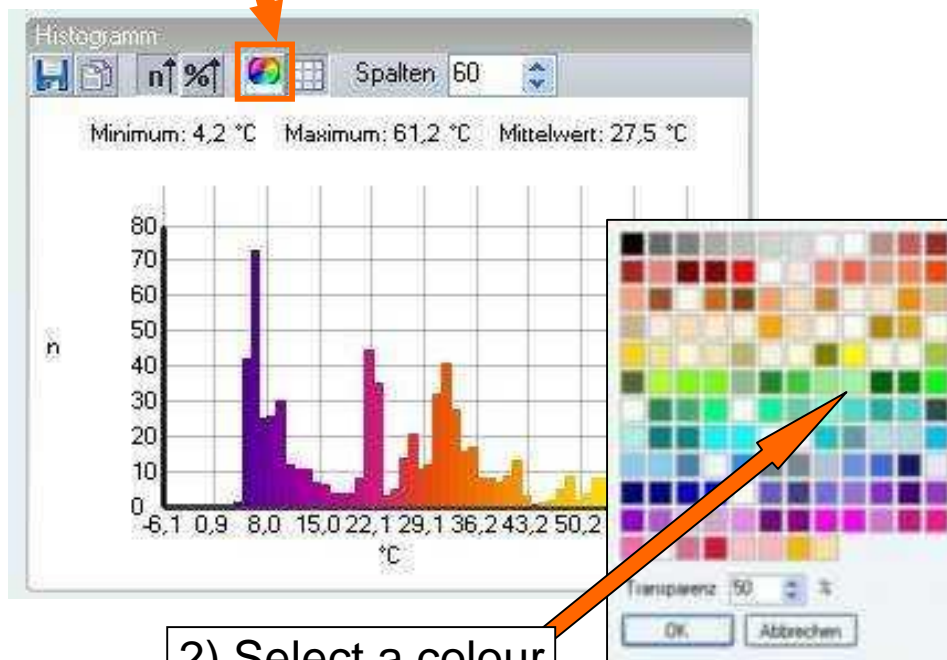 Histogramm
n↑ %↑ Spalten 60
Minimum: 4,2 °C Maximum: 61,2 °C Mittelwert: 27,5 °C
80
70
60
50
40
30
20
10
0
n
-6,1 0,9 8,0 15,0 22,1 29,1 36,2 43,2 50,2
°C
Transparenz 50 %
OK Abbrechen
2) Select a colour